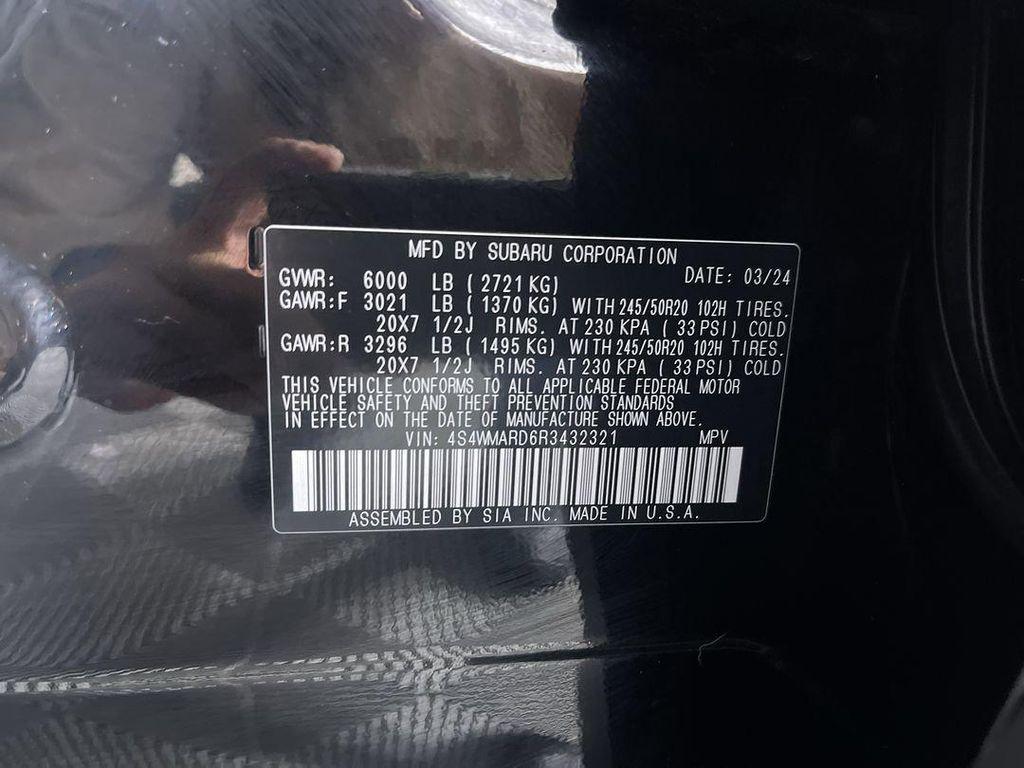 MFD BY SUBARU CORPORATION
DATE: 03/24
GVWR: 6000 LB ( 2721 KG)
GAWR:F 3021 LB ( 1370 KG) WITH 245/50R20 102H TIRES.
20X7 1/2J RIMS. AT 230 KPA ( 33 PSI) COLD
GAWR:R 3296 LB ( 1495 KG) WITH 245/50R20 102H TIRES.
20X7 1/2J RIMS. AT 230 KPA ( 33 PSI) COLD
THIS VEHICLE CONFORMS TO ALL APPLICABLE FEDERAL MOTOR
VEHICLE SAFETY AND THEFT PREVENTION STANDARDS
IN EFFECT ON THE DATE OF MANUFACTURE SHOWN ABOVE.
VIN: 4S4WMARD6R3432321 MPV
ASSEMBLED BY SIA INC. MADE IN U.S.A.